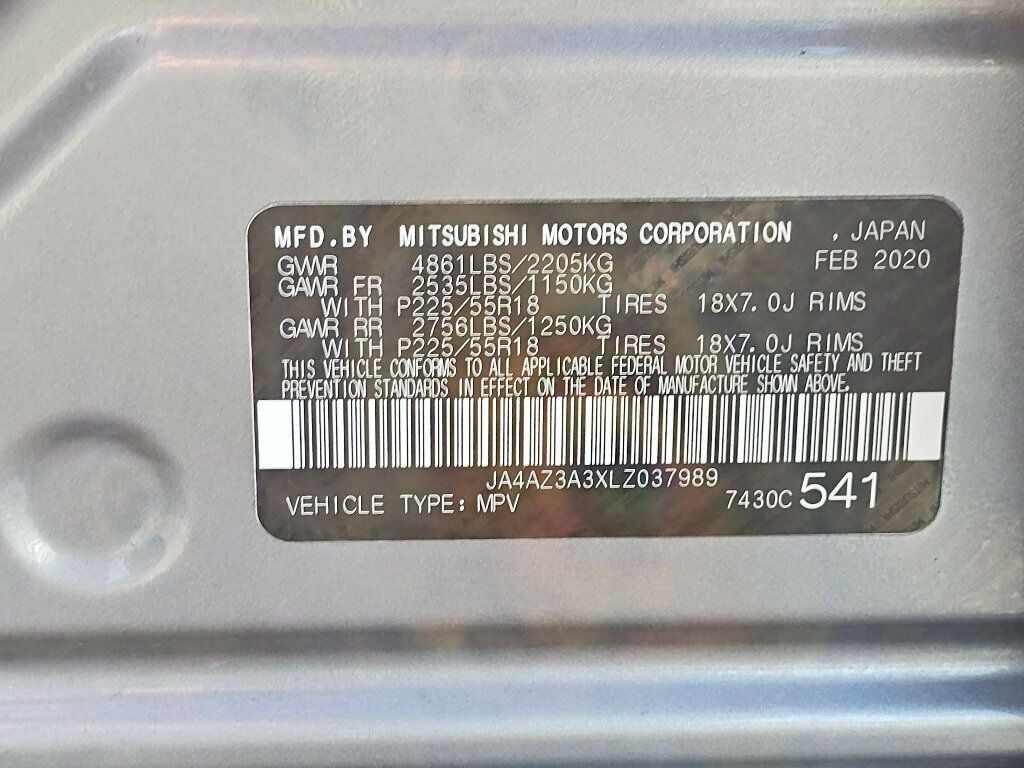 MFD.BY MITSUBISHI MOTORS CORPORATION , JAPAN
GVWR 4861LBS/2205KG FEB 2020
GAWR FR 2535LBS/1150KG
WITH P225/55R18 TIRES 18X7.0J RIMS
GAWR RR 2756LBS/1250KG
WITH P225/55R18 TIRES 18X7.0J RIMS
THIS VEHICLE CONFORMS TO ALL APPLICABLE FEDERAL MOTOR VEHICLE SAFETY AND THEFT
PREVENTION STANDARDS IN EFFECT ON THE DATE OF MANUFACTURE SHOWN ABOVE.
JA4AZ3A3XLZ037989
VEHICLE TYPE: MPV 7430C 541